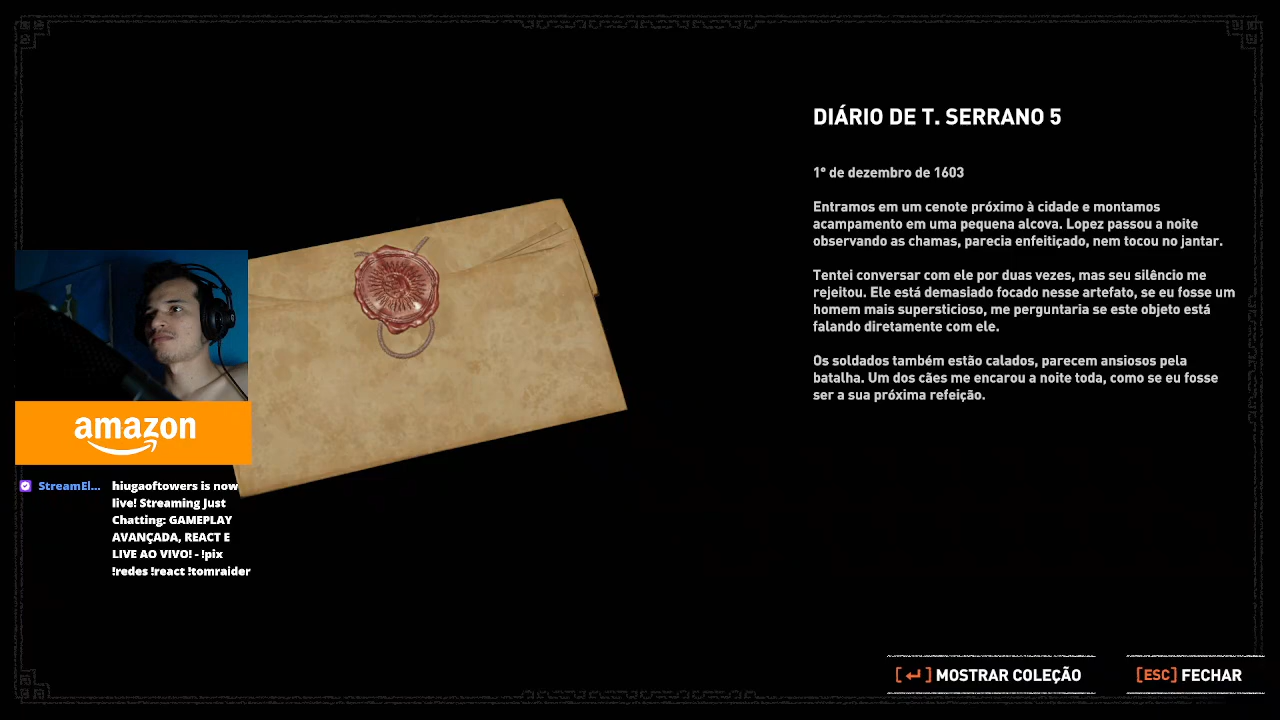 DIÁRIO DE T. SERRANO 5
1º de dezembro de 1603
Entramos em um cenote próximo à cidade e montamos
acampamento em uma pequena alcova. Lopez passou a noite
observando as chamas, parecia enfeitiçado, nem tocou no jantar.
Tentei conversar com ele por duas vezes, mas seu silêncio me
rejeitou. Ele está demasiado focado nesse artefato, se eu fosse um
homem mais supersticioso, me perguntaria se este objeto está
falando diretamente com ele.
Os soldados também estão calados, parecem ansiosos pela
batalha. Um dos cães me encarou a noite toda, como se eu fosse
ser a sua próxima refeição.
amazon
StreamEl... hiugaoftowers is now
live! Streaming Just
Chatting: GAMEPLAY
AVANÇADA, REACT E
LIVE AO VIVO! - !pix
!redes !react !tomraider
[↵] MOSTRAR COLEÇÃO
[ESC] FECHAR